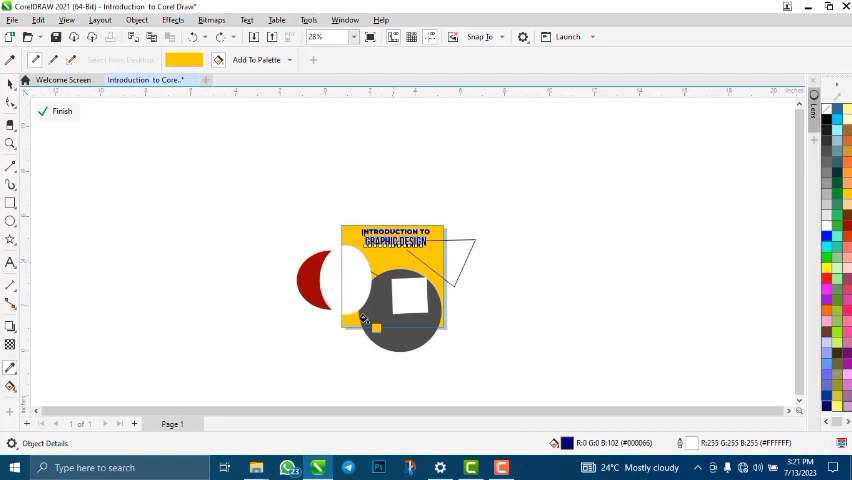 CorelDRAW 2021 (64-Bit) - Introduction to Corel Draw*
File Edit View Layout Object Effects Bitmaps Text Table Tools Window Help
28% Snap To Launch
Select from Desktop Add To Palette
Welcome Screen Introduction to Core..*
inches
Finish
Lens
INTRODUCTION TO
GRAPHIC DESIGN
1 of 1 Page 1
Object Details R:0 G:0 B:102 (#000066) R:255 G:255 B:255 (#FFFFFF)
Type here to search 23 24°C Mostly cloudy 3:21 PM
7/13/2023